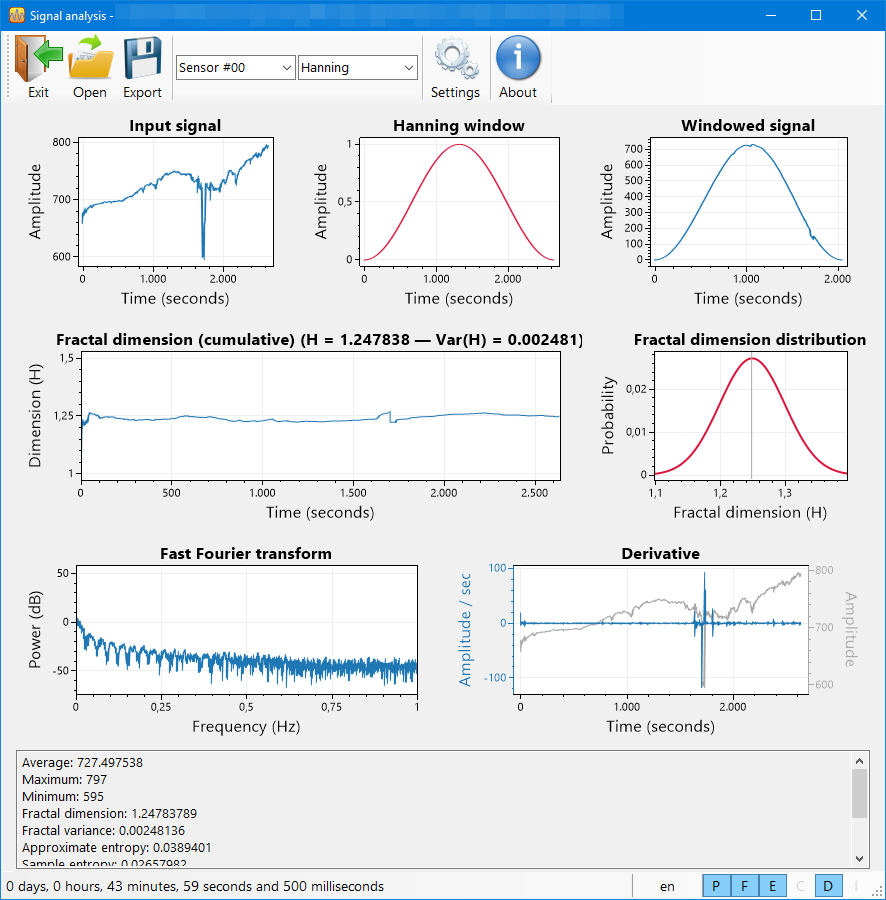 Signal analysis -
Exit
Open
Export
Sensor #00
Hanning
Settings
About
Input signal
Amplitude
800
700
600
0
1.000
2.000
Time (seconds)
Hanning window
Amplitude
1
0,5
0
0
1.000
2.000
Time (seconds)
Windowed signal
Amplitude
700
600
500
400
300
200
100
0
0
1.000
2.000
Time (seconds)
Fractal dimension (cumulative) (H = 1.247838 — Var(H) = 0.002481)
Dimension (H)
1,5
1,25
1
0
500
1.000
1.500
2.000
2.500
Time (seconds)
Fractal dimension distribution
Probability
0,02
0,01
0
1,1
1,2
1,3
Fractal dimension (H)
Fast Fourier transform
Power (dB)
50
0
-50
0
0,25
0,5
0,75
1
Frequency (Hz)
Derivative
Amplitude / sec
100
0
-100
0
1.000
2.000
Time (seconds)
800
700
600
Amplitude
Average: 727.497538
Maximum: 797
Minimum: 595
Fractal dimension: 1.24783789
Fractal variance: 0.00248136
Approximate entropy: 0.0389401
Sample entropy: 0.02657982
0 days, 0 hours, 43 minutes, 59 seconds and 500 milliseconds
en
P F E C D I